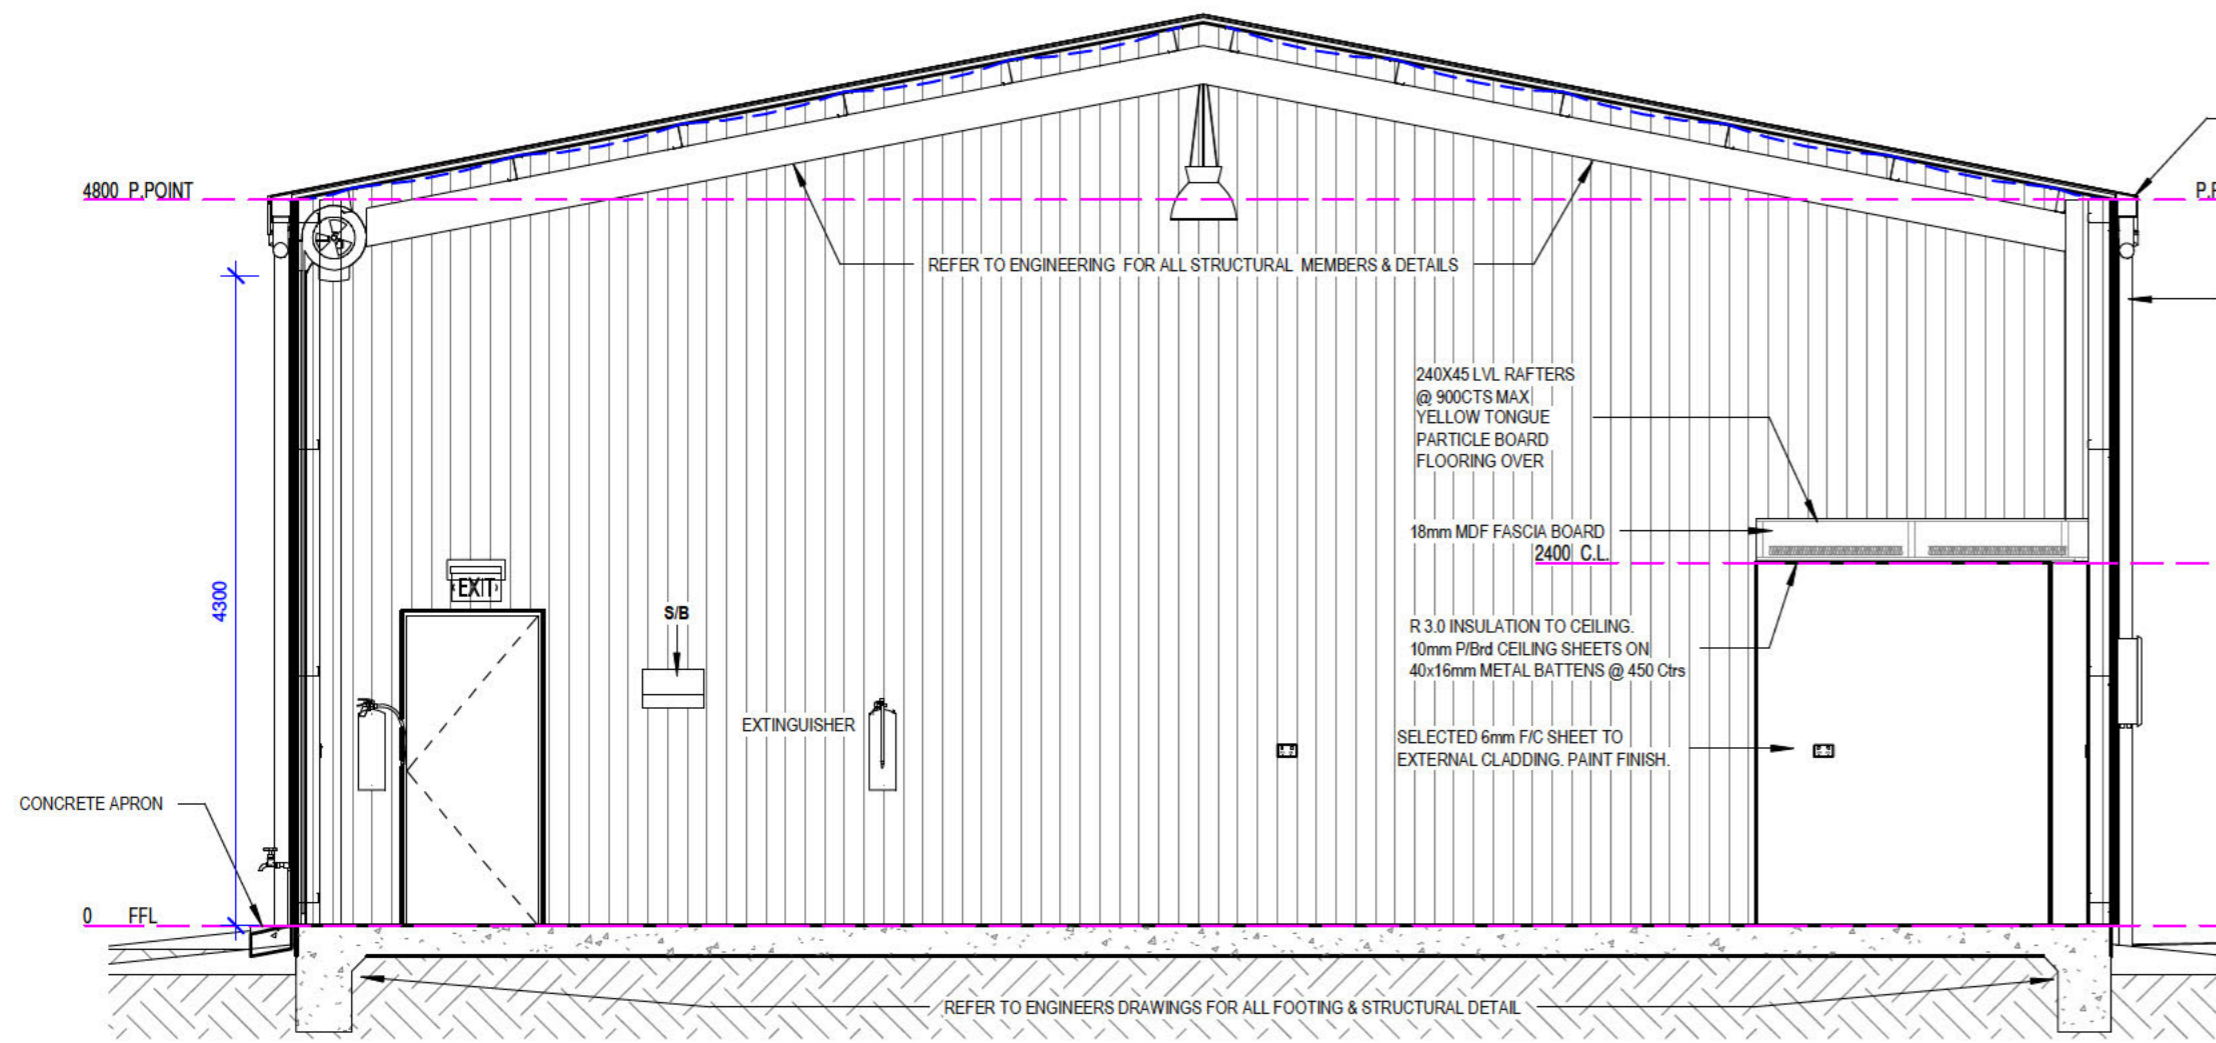 4800 P.POINT
P.P
REFER TO ENGINEERING FOR ALL STRUCTURAL MEMBERS & DETAILS
240X45 LVL RAFTERS
@ 900CTS MAX
YELLOW TONGUE
PARTICLE BOARD
FLOORING OVER
18mm MDF FASCIA BOARD
2400 C.L.
EXIT
4300
S/B
R 3.0 INSULATION TO CEILING.
10mm P/Brd CEILING SHEETS ON
40x16mm METAL BATTENS @ 450 Ctrs
EXTINGUISHER
SELECTED 6mm F/C SHEET TO
EXTERNAL CLADDING. PAINT FINISH.
CONCRETE APRON
0 FFL
REFER TO ENGINEERS DRAWINGS FOR ALL FOOTING & STRUCTURAL DETAIL